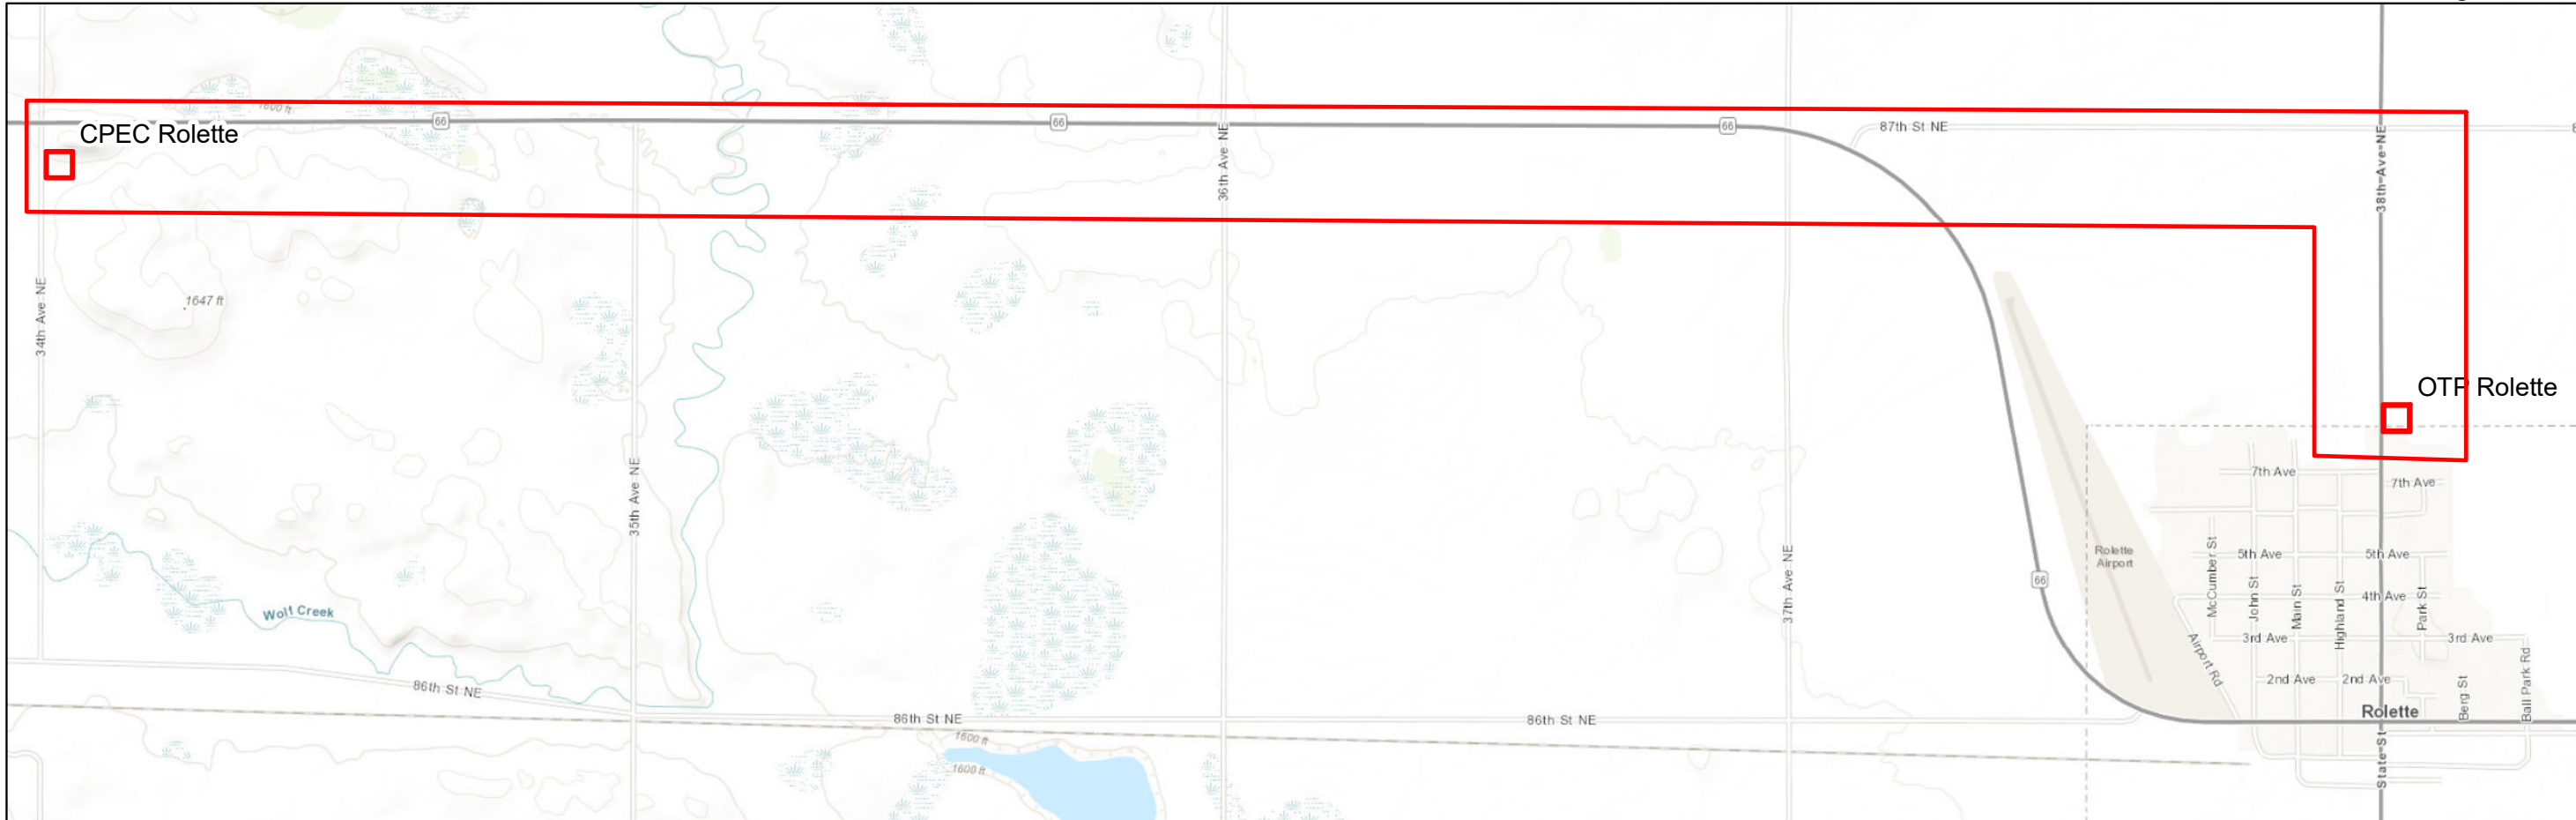 1600 ft
66
66
66
87th St NE
CPEC Rolette
36th Ave NE
38th Ave NE
1647 ft
34th Ave NE
OTP Rolette
35th Ave NE
7th Ave
7th Ave
37th Ave NE
Rolette
Airport
5th Ave
5th Ave
66
McCumber St
John St
Main St
Highland St
4th Ave
Park St
Wolf Creek
3rd Ave
3rd Ave
Airport Rd
2nd Ave
2nd Ave
86th St NE
Berg St
Ball Park Rd
Rolette
86th St NE
86th St NE
1600 ft
1600 ft
State St